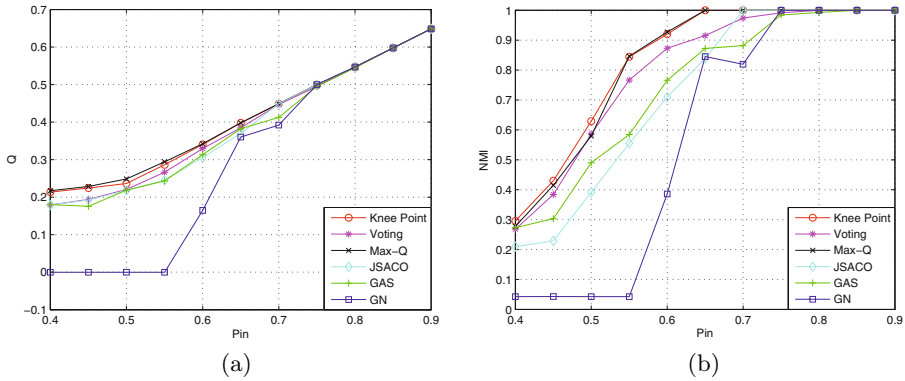 0.7
0.6
0.5
0.4
0.3
0.2
0.1
0
−0.1
Q
0.4 0.5 0.6 0.7 0.8 0.9
Pin
Knee Point
Voting
Max−Q
JSACO
GAS
GN
(a)
1
0.9
0.8
0.7
0.6
0.5
0.4
0.3
0.2
0.1
0
NMI
0.4 0.5 0.6 0.7 0.8 0.9
Pin
Knee Point
Voting
Max−Q
JSACO
GAS
GN
(b)